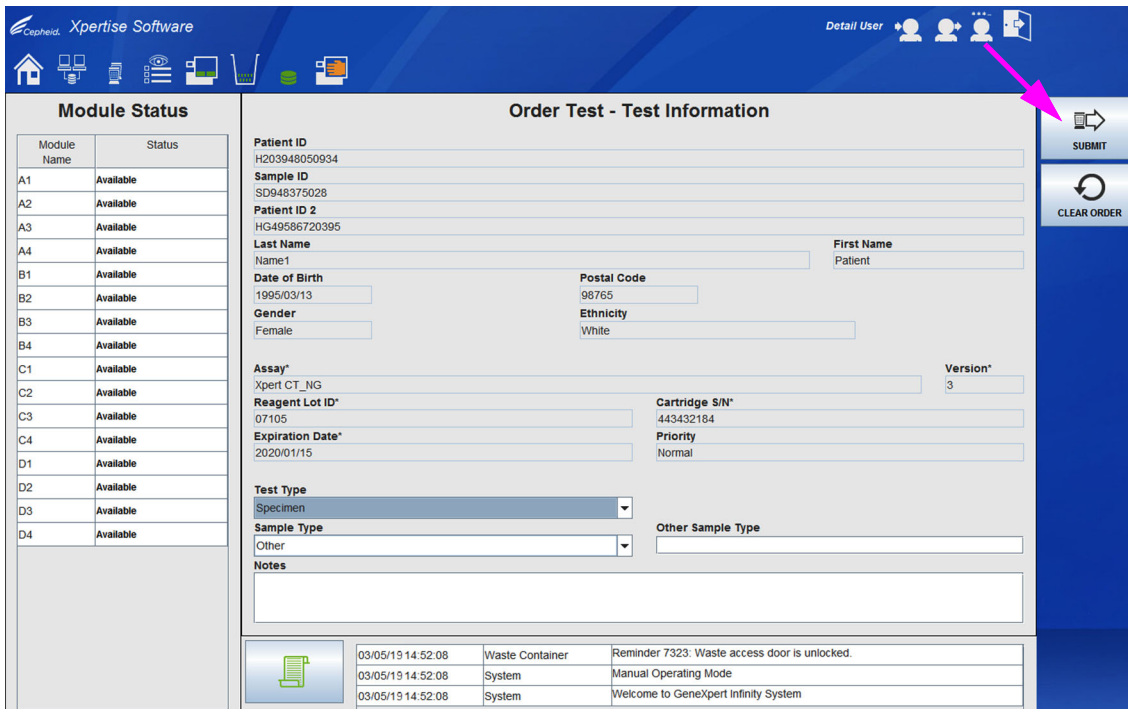 Cepheid. Xpertise Software
Detail User
Module Status
Module Name Status
A1 Available
A2 Available
A3 Available
A4 Available
B1 Available
B2 Available
B3 Available
B4 Available
C1 Available
C2 Available
C3 Available
C4 Available
D1 Available
D2 Available
D3 Available
D4 Available
Order Test - Test Information
Patient ID
H203948050934
Sample ID
SD948375028
Patient ID 2
HG49586720395
Last Name First Name
Name1 Patient
Date of Birth Postal Code
1995/03/13 98765
Gender Ethnicity
Female White
Assay* Version*
Xpert CT_NG 3
Reagent Lot ID* Cartridge S/N*
07105 443432184
Expiration Date* Priority
2020/01/15 Normal
Test Type
Specimen
Sample Type Other Sample Type
Other
Notes
03/05/19 14:52:08 Waste Container Reminder 7323: Waste access door is unlocked.
03/05/19 14:52:08 System Manual Operating Mode
03/05/19 14:52:08 System Welcome to GeneXpert Infinity System
SUBMIT
CLEAR ORDER